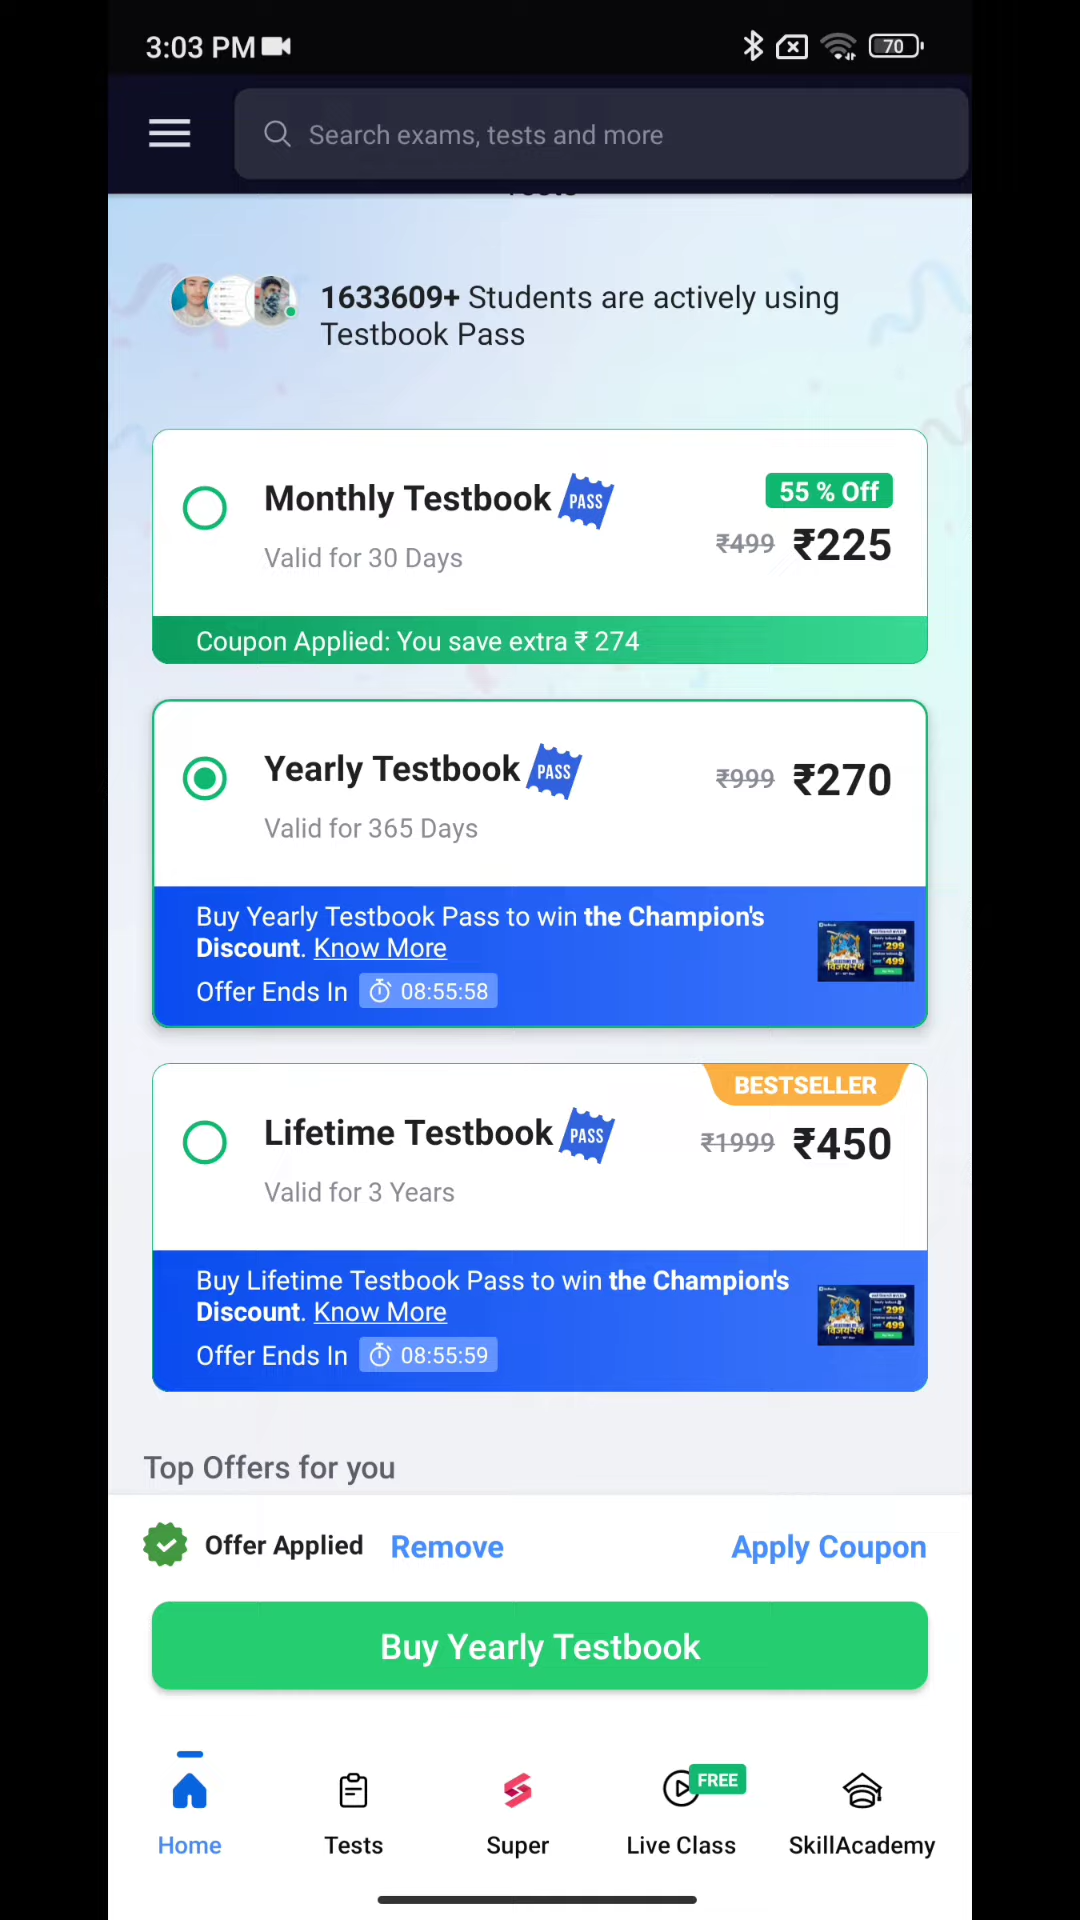 3:03 PM
70
Search exams, tests and more
1633609+ Students are actively using
Testbook Pass
Monthly Testbook PASS
55 % Off
₹499 ₹225
Valid for 30 Days
Coupon Applied: You save extra ₹ 274
Yearly Testbook PASS
₹999 ₹270
Valid for 365 Days
Buy Yearly Testbook Pass to win the Champion's
Discount. Know More
Offer Ends In 08:55:58
299
499
BESTSELLER
Lifetime Testbook PASS
₹1999 ₹450
Valid for 3 Years
Buy Lifetime Testbook Pass to win the Champion's
Discount. Know More
Offer Ends In 08:55:59
299
499
Top Offers for you
Offer Applied Remove Apply Coupon
Buy Yearly Testbook
FREE
Home Tests Super Live Class SkillAcademy